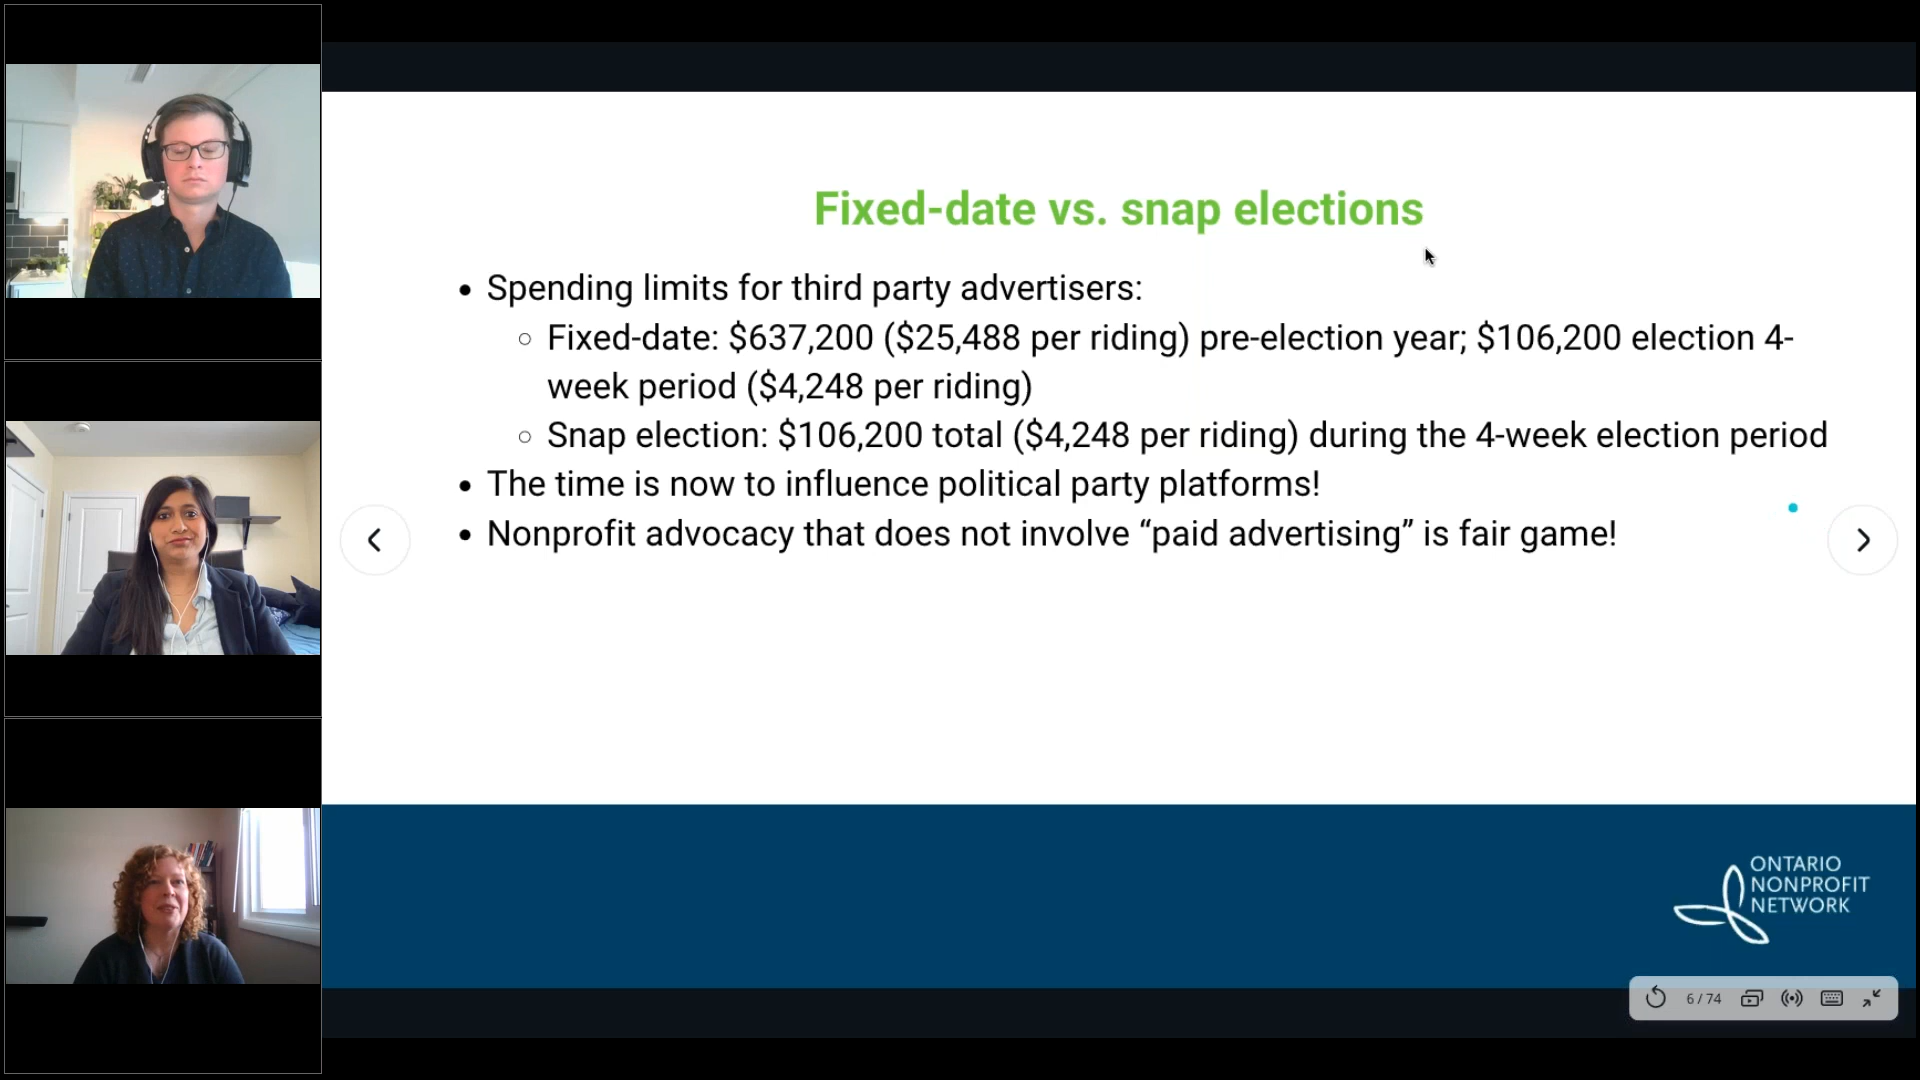 Fixed-date vs. snap elections
• Spending limits for third party advertisers:
○ Fixed-date: $637,200 ($25,488 per riding) pre-election year; $106,200 election 4-
week period ($4,248 per riding)
○ Snap election: $106,200 total ($4,248 per riding) during the 4-week election period
• The time is now to influence political party platforms!
• Nonprofit advocacy that does not involve “paid advertising” is fair game!
ONTARIO
NONPROFIT
NETWORK
6 / 74